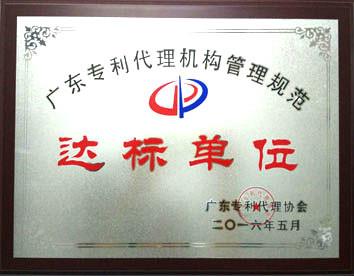 广东专利代理机构管理规范
达标单位
广东专利代理协会
二〇一六年五月